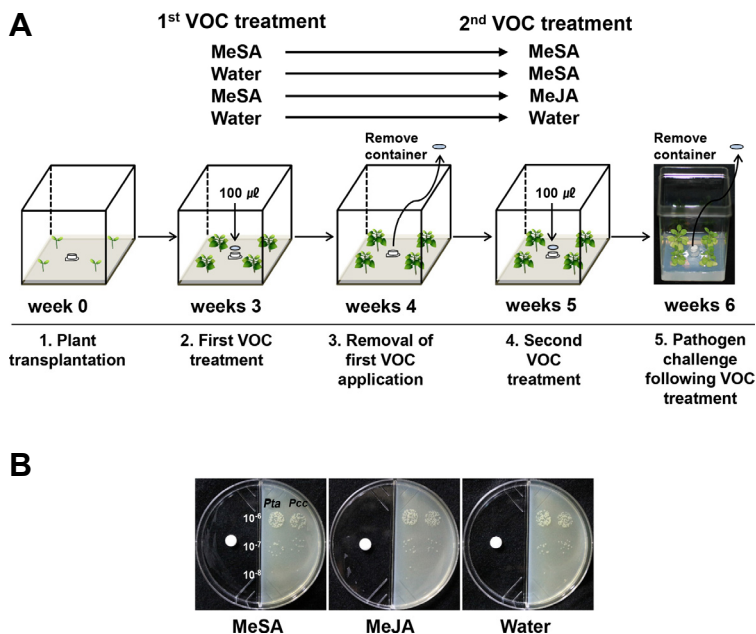 A
1st VOC treatment
2nd VOC treatment
MeSA
MeSA
Water
MeSA
MeSA
MeJA
Water
Water
Remove
container
Remove
container
100 μℓ
100 μℓ
week 0
weeks 3
weeks 4
weeks 5
weeks 6
1. Plant
transplantation
2. First VOC
treatment
3. Removal of
first VOC
application
4. Second
VOC
treatment
5. Pathogen
challenge
following VOC
treatment
B
Pta
Pcc
10-6
10-7
10-8
MeSA
MeJA
Water